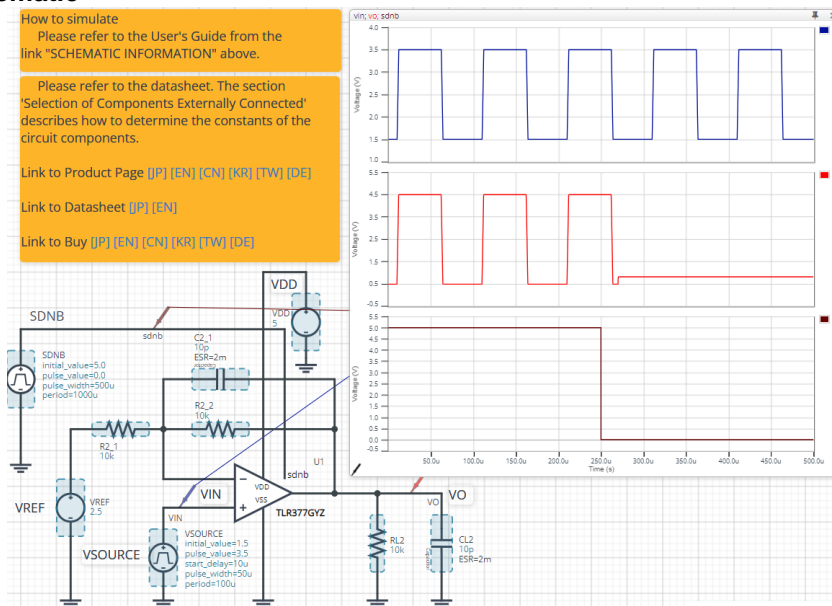 How to simulate
Please refer to the User's Guide from the
link "SCHEMATIC INFORMATION" above.
Please refer to the datasheet. The section
'Selection of Components Externally Connected'
describes how to determine the constants of the
circuit components.
Link to Product Page [JP] [EN] [CN] [KR] [TW] [DE]
Link to Datasheet [JP] [EN]
Link to Buy [JP] [EN] [CN] [KR] [TW] [DE]
vin; vo; sdnb
Voltage (V)
4.0
3.5
3.0
2.5
2.0
1.5
1.0
Voltage (V)
5.5
4.5
3.5
2.5
1.5
0.5
-0.5
Voltage (V)
5.5
5.0
4.5
4.0
3.5
3.0
2.5
2.0
1.5
1.0
0.5
0.0
-0.5
50.0u 100.0u 150.0u 200.0u 250.0u 300.0u 350.0u 400.0u 450.0u 500.0u
Time (s)
VDD
VDD
5
SDNB
sdnb
SDNB
initial_value=5.0
pulse_value=0.0
pulse_width=500u
period=1000u
C2_1
10p
ESR=2m
R2_2
10k
R2_1
10k
U1
sdnb
VDD
VSS
TLR377GYZ
VIN
VIN
VREF
VREF
2.5
VSOURCE
VSOURCE
initial_value=1.5
pulse_value=3.5
start_delay=10u
pulse_width=50u
period=100u
VO
VO
RL2
10k
CL2
10p
ESR=2m